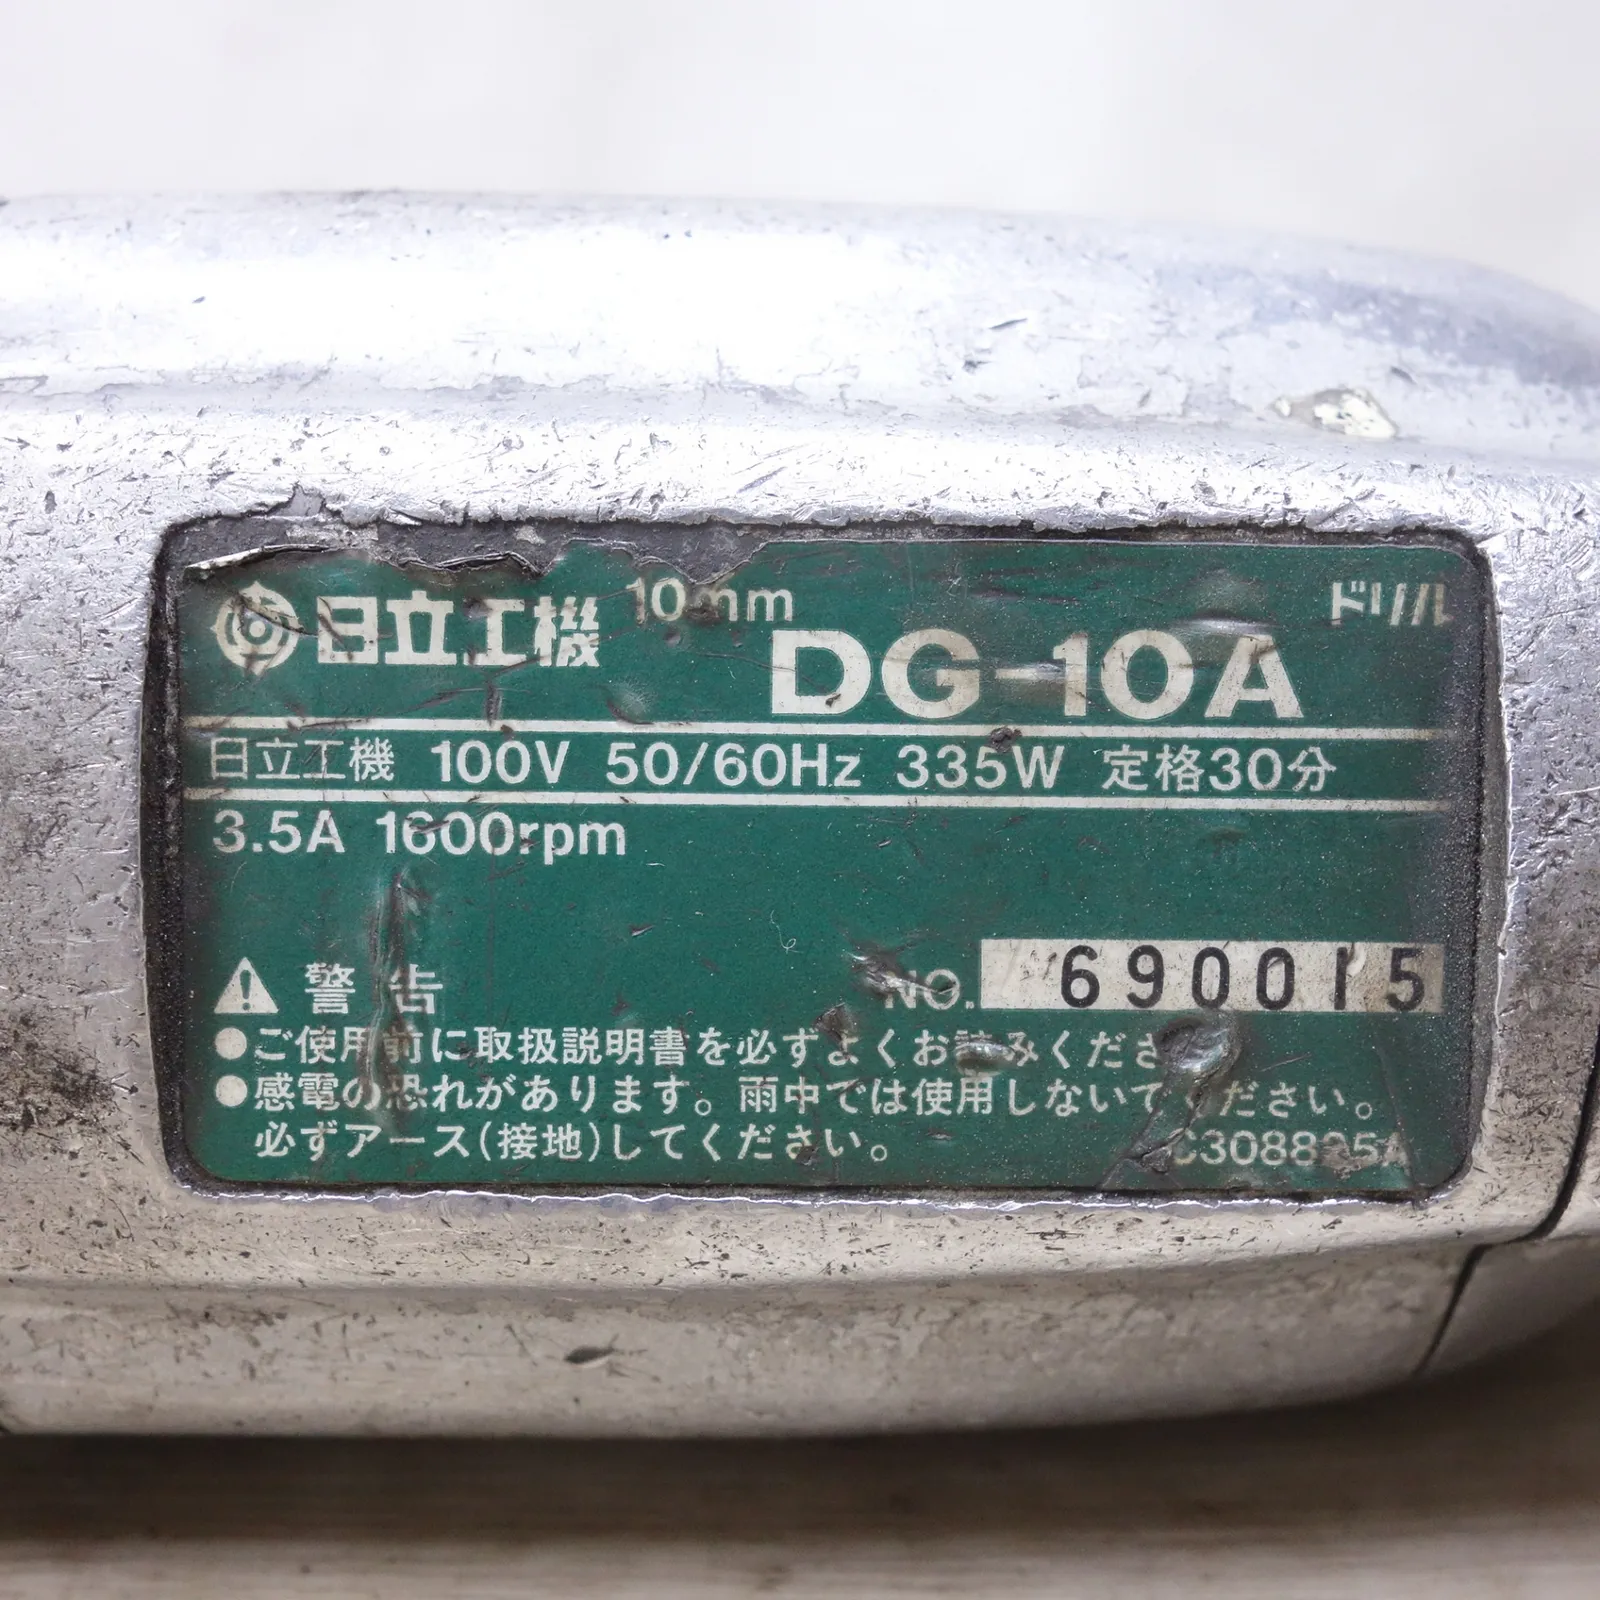 日立工機 10mm DG-10A ドリル
日立工機 100V 50/60Hz 335W 定格30分
3.5A 1600rpm
警告 NO. 690015
●ご使用前に取扱説明書を必ずよくお読みくださ
●感電の恐れがあります。雨中では使用しないでください。
必ずアース(接地)してください。